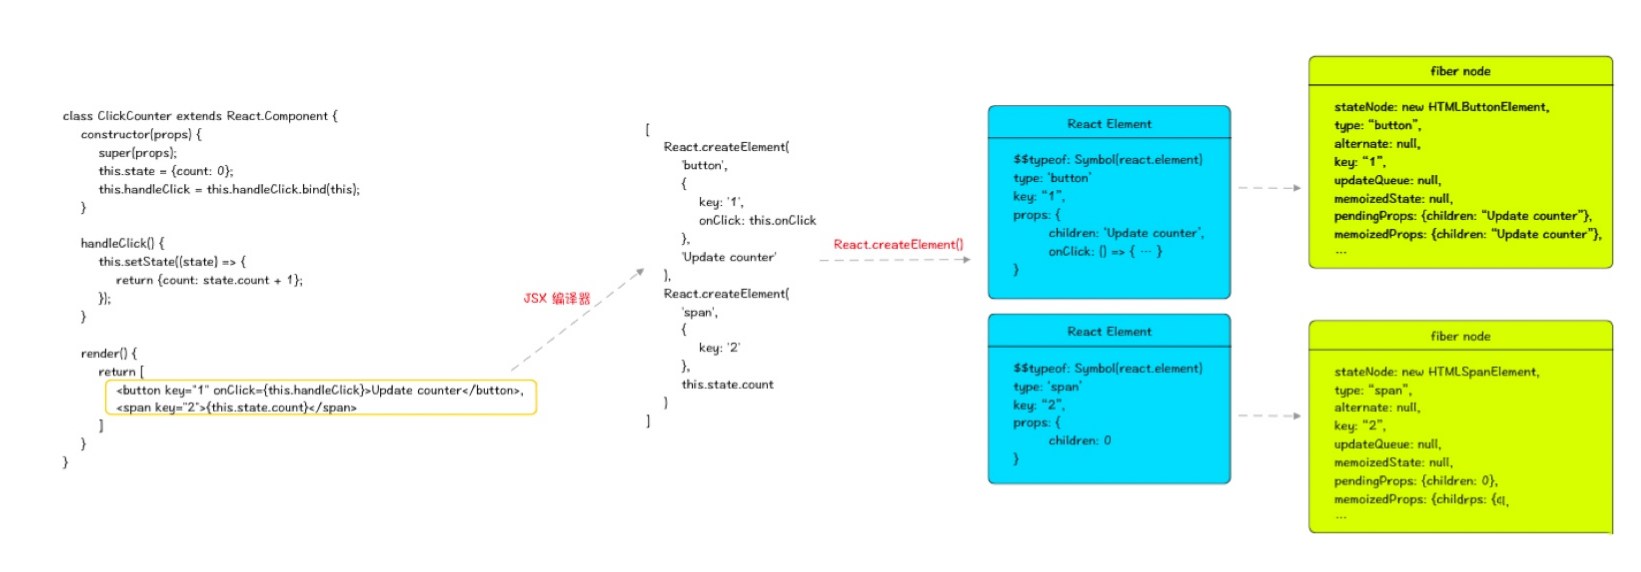 class ClickCounter extends React.Component {
constructor(props) {
super(props);
this.state = {count: 0};
this.handleClick = this.handleClick.bind(this);
}
handleClick() {
this.setState((state) => {
return {count: state.count + 1};
});
}
render() {
return [
<button key="1" onClick={this.handleClick}>Update counter</button>,
<span key="2">{this.state.count}</span>
]
}
}
JSX 编译器
[
React.createElement(
'button',
{
key: '1',
onClick: this.onClick
},
'Update counter'
),
React.createElement(
'span',
{
key: '2'
},
this.state.count
)
]
React.createElement()
React Element
$$typeof: Symbol(react.element)
type: 'button'
key: "1",
props: {
children: 'Update counter',
onClick: () => { ... }
}
React Element
$$typeof: Symbol(react.element)
type: 'span'
key: "2",
props: {
children: 0
}
fiber node
stateNode: new HTMLButtonElement,
type: "button",
alternate: null,
key: "1",
updateQueue: null,
memoizedState: null,
pendingProps: {children: "Update counter"},
memoizedProps: {children: "Update counter"},
...
fiber node
stateNode: new HTMLSpanElement,
type: "span",
alternate: null,
key: "2",
updateQueue: null,
memoizedState: null,
pendingProps: {children: 0},
memoizedProps:
...